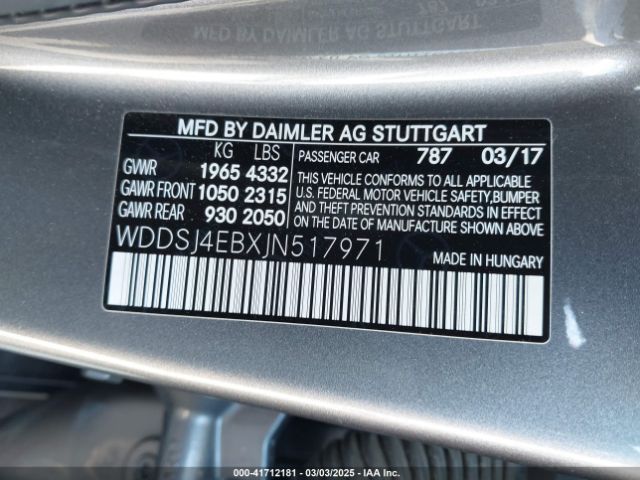 MFD BY DAIMLER AG STUTTGART
KG LBS
GVWR 1965 4332
GAWR FRONT 1050 2315
GAWR REAR 930 2050
PASSENGER CAR 787 03/17
THIS VEHICLE CONFORMS TO ALL APPLICABLE
U.S. FEDERAL MOTOR VEHICLE SAFETY,BUMPER
AND THEFT PREVENTION STANDARDS IN EFFECT
ON THE DATE OF MANUFACTURE SHOWN ABOVE
WDDSJ4EBXJN517971
MADE IN HUNGARY
000-41712181 - 03/03/2025 - IAA Inc.